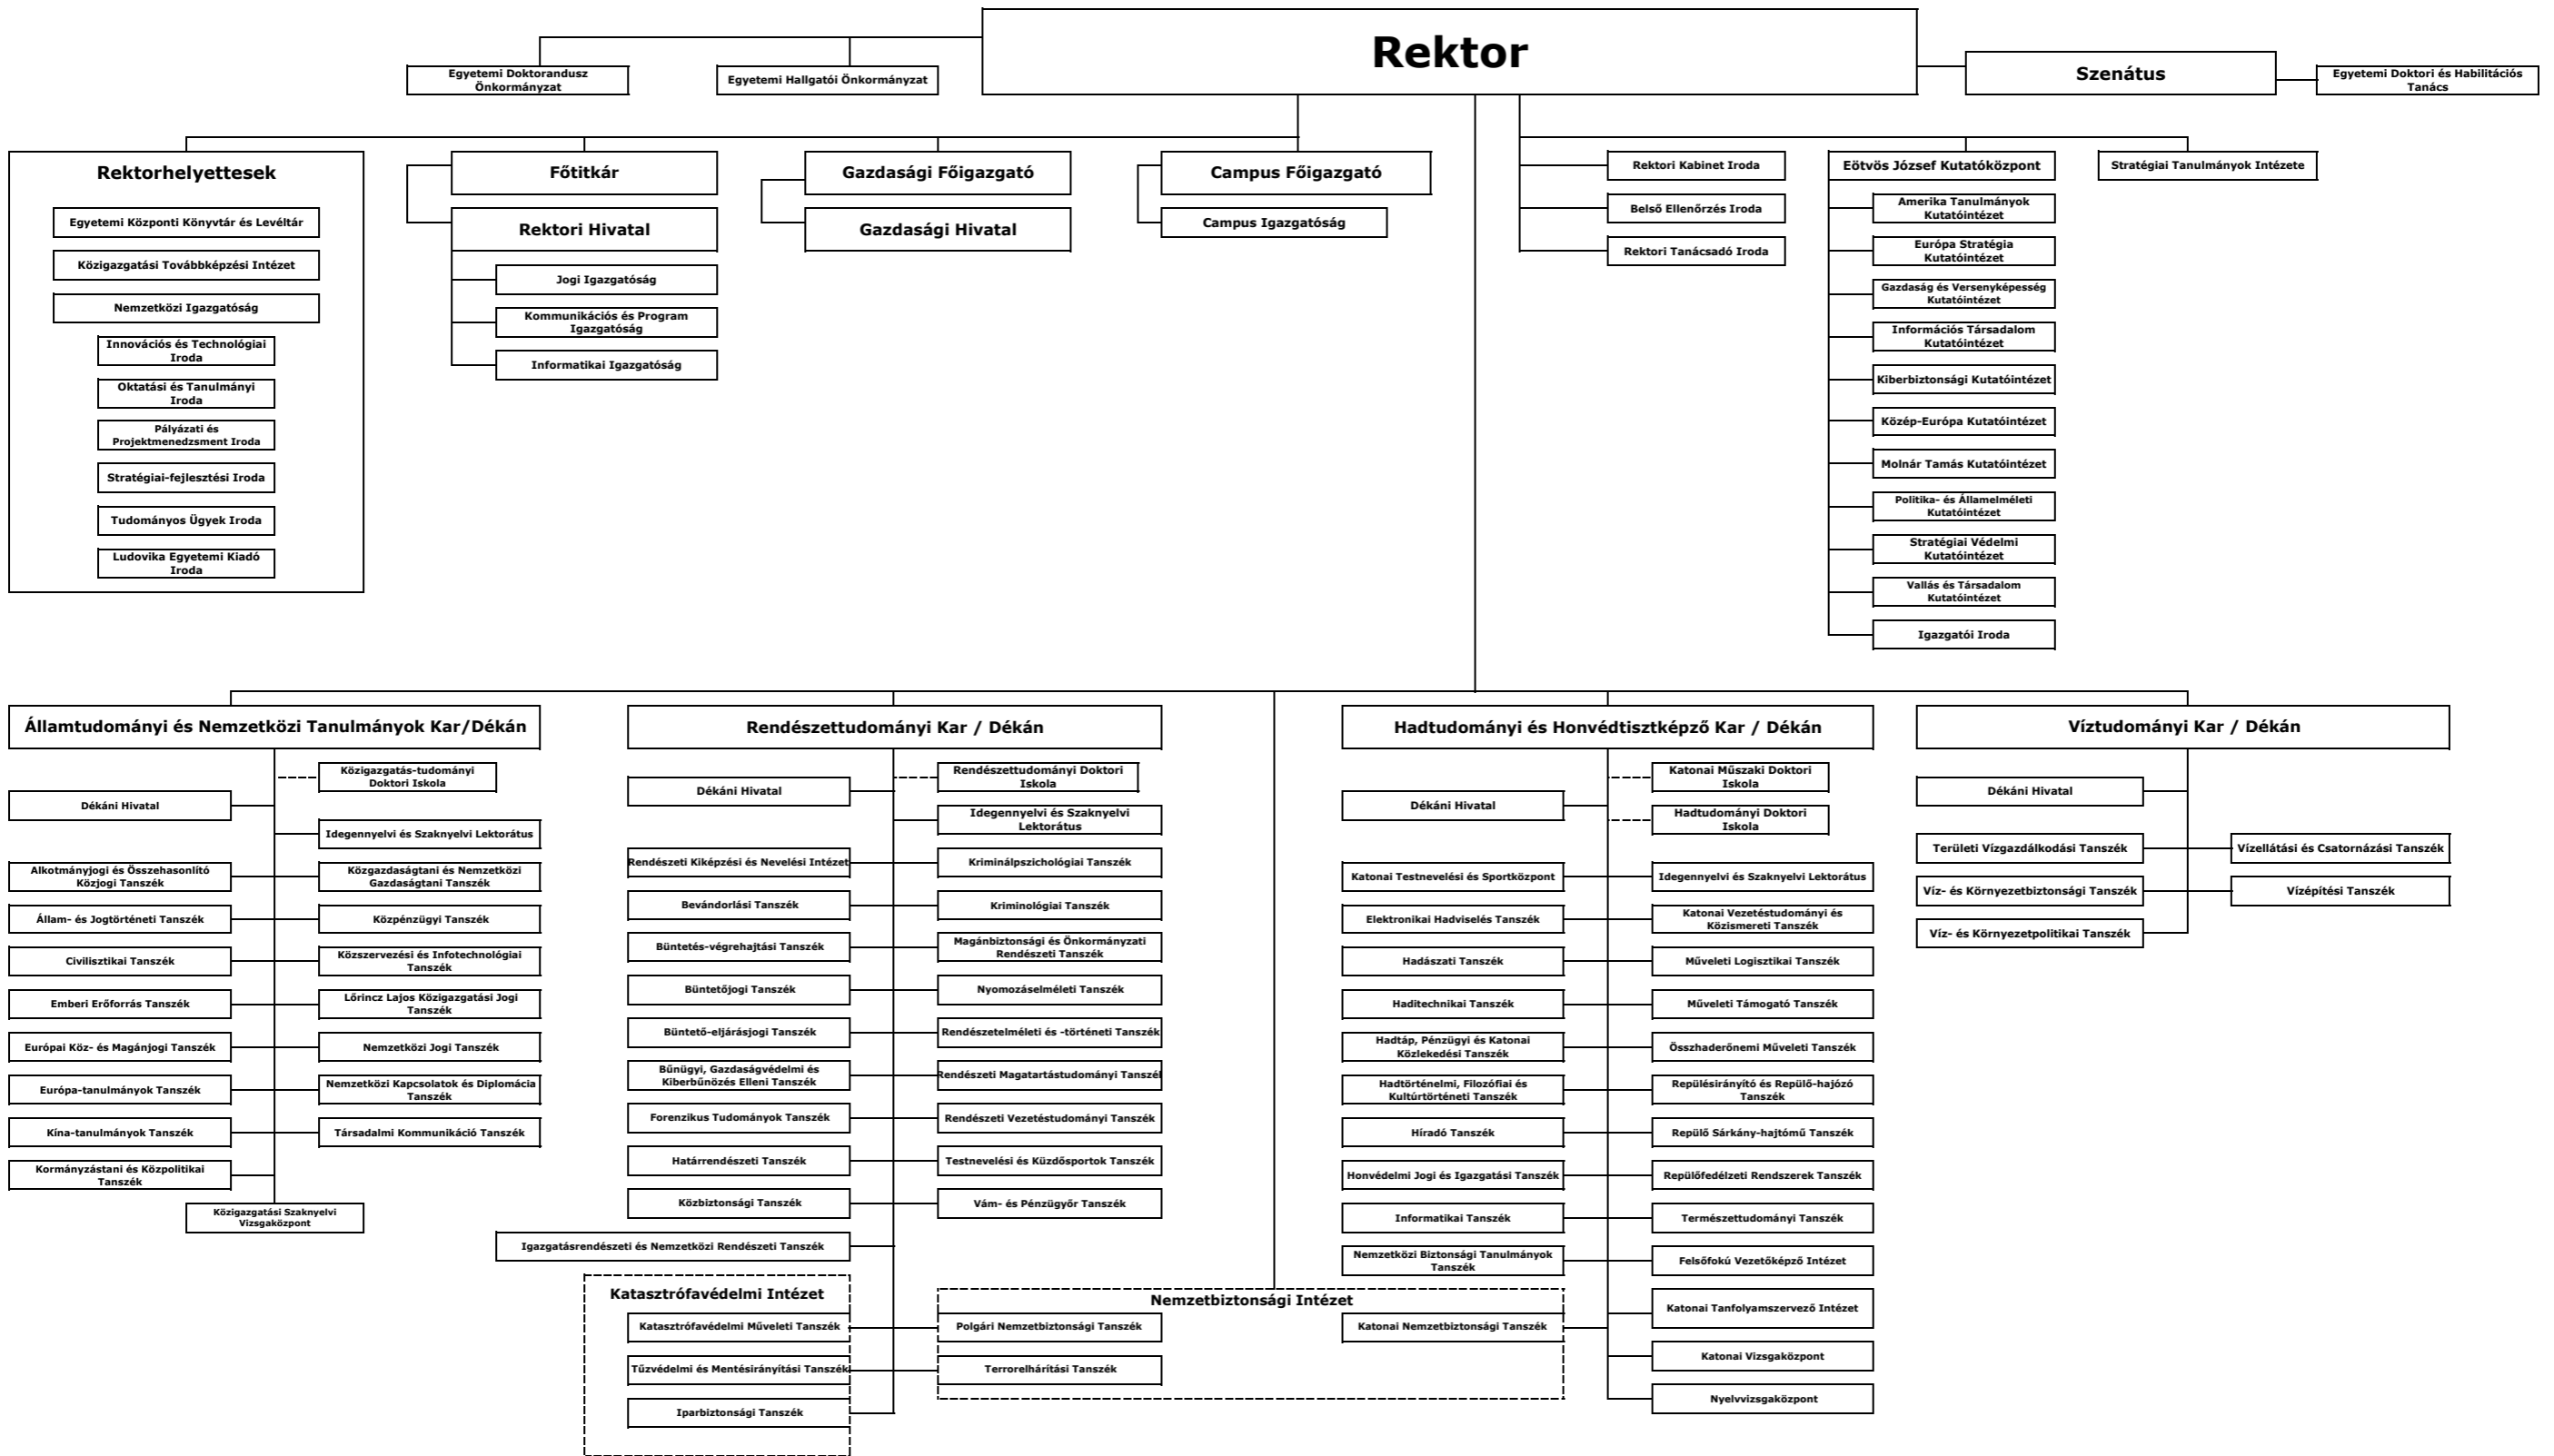 Rektor
Egyetemi Doktorandusz
Önkormányzat
Egyetemi Hallgatói Önkormányzat
Szenátus
Egyetemi Doktori és Habilitációs
Tanács
Rektorhelyettesek
Egyetemi Központi Könyvtár és Levéltár
Közigazgatási Továbbképzési Intézet
Nemzetközi Igazgatóság
Innovációs és Technológiai
Iroda
Oktatási és Tanulmányi
Iroda
Pályázati és
Projektmenedzsment Iroda
Stratégiai-fejlesztési Iroda
Tudományos Ügyek Iroda
Ludovika Egyetemi Kiadó
Iroda
Főtitkár
Rektori Hivatal
Jogi Igazgatóság
Kommunikációs és Program
Igazgatóság
Informatikai Igazgatóság
Gazdasági Főigazgató
Gazdasági Hivatal
Campus Főigazgató
Campus Igazgatóság
Rektori Kabinet Iroda
Belső Ellenőrzés Iroda
Rektori Tanácsadó Iroda
Eötvös József Kutatóközpont
Amerika Tanulmányok
Kutatóintézet
Európa Stratégia
Kutatóintézet
Gazdaság és Versenyképesség
Kutatóintézet
Információs Társadalom
Kutatóintézet
Kiberbiztonsági Kutatóintézet
Közép-Európa Kutatóintézet
Molnár Tamás Kutatóintézet
Politika- és Államelméleti
Kutatóintézet
Stratégiai Védelmi
Kutatóintézet
Vallás és Társadalom
Kutatóintézet
Igazgatói Iroda
Stratégiai Tanulmányok Intézete
Államtudományi és Nemzetközi Tanulmányok Kar/Dékán
Közigazgatás-tudományi
Doktori Iskola
Dékáni Hivatal
Idegennyelvi és Szaknyelvi Lektorátus
Alkotmányjogi és Összehasonlító
Közjogi Tanszék
Közgazdaságtani és Nemzetközi
Gazdaságtani Tanszék
Állam- és Jogtörténeti Tanszék
Közpénzügyi Tanszék
Civilisztikai Tanszék
Közszervezési és Infotechnológiai
Tanszék
Emberi Erőforrás Tanszék
Lőrincz Lajos Közigazgatási Jogi
Tanszék
Európai Köz- és Magánjogi Tanszék
Nemzetközi Jogi Tanszék
Európa-tanulmányok Tanszék
Nemzetközi Kapcsolatok és Diplomácia
Tanszék
Kína-tanulmányok Tanszék
Társadalmi Kommunikáció Tanszék
Kormányzástani és Közpolitikai
Tanszék
Közigazgatási Szaknyelvi
Vizsgaközpont
Rendészettudományi Kar / Dékán
Rendészettudományi Doktori
Iskola
Dékáni Hivatal
Idegennyelvi és Szaknyelvi
Lektorátus
Rendészeti Kiképzési és Nevelési Intézet
Kriminálpszichológiai Tanszék
Bevándorlási Tanszék
Kriminológiai Tanszék
Büntetés-végrehajtási Tanszék
Magánbiztonsági és Önkormányzati
Rendészeti Tanszék
Büntetőjogi Tanszék
Nyomozáselméleti Tanszék
Büntető-eljárásjogi Tanszék
Rendészetelméleti és -történeti Tanszék
Bűnügyi, Gazdaságvédelmi és
Kiberbűnözés Elleni Tanszék
Rendészeti Magatartástudományi Tanszék
Forenzikus Tudományok Tanszék
Rendészeti Vezetéstudományi Tanszék
Határrendészeti Tanszék
Testnevelési és Küzdősportok Tanszék
Közbiztonsági Tanszék
Vám- és Pénzügyőr Tanszék
Igazgatásrendészeti és Nemzetközi Rendészeti Tanszék
Katasztrófavédelmi Intézet
Katasztrófavédelmi Műveleti Tanszék
Tűzvédelmi és Mentésirányítási Tanszék
Iparbiztonsági Tanszék
Nemzetbiztonsági Intézet
Polgári Nemzetbiztonsági Tanszék
Terrorelhárítási Tanszék
Katonai Nemzetbiztonsági Tanszék
Hadtudományi és Honvédtisztképző Kar / Dékán
Katonai Műszaki Doktori
Iskola
Dékáni Hivatal
Hadtudományi Doktori
Iskola
Katonai Testnevelési és Sportközpont
Idegennyelvi és Szaknyelvi Lektorátus
Elektronikai Hadviselés Tanszék
Katonai Vezetéstudományi és
Közismereti Tanszék
Hadászati Tanszék
Műveleti Logisztikai Tanszék
Haditechnikai Tanszék
Műveleti Támogató Tanszék
Hadtáp, Pénzügyi és Katonai
Közlekedési Tanszék
Összhaderőnemi Műveleti Tanszék
Hadtörténelmi, Filozófiai és
Kultúrtörténeti Tanszék
Repülésirányító és Repülő-hajózó
Tanszék
Híradó Tanszék
Repülő Sárkány-hajtómű Tanszék
Honvédelmi Jogi és Igazgatási Tanszék
Repülőfedélzeti Rendszerek Tanszék
Informatikai Tanszék
Természettudományi Tanszék
Nemzetközi Biztonsági Tanulmányok
Tanszék
Felsőfokú Vezetőképző Intézet
Katonai Tanfolyamszervező Intézet
Katonai Vizsgaközpont
Nyelvvizsgaközpont
Víztudományi Kar / Dékán
Dékáni Hivatal
Területi Vízgazdálkodási Tanszék
Vízellátási és Csatornázási Tanszék
Víz- és Környezetbiztonsági Tanszék
Vízépítési Tanszék
Víz- és Környezetpolitikai Tanszék